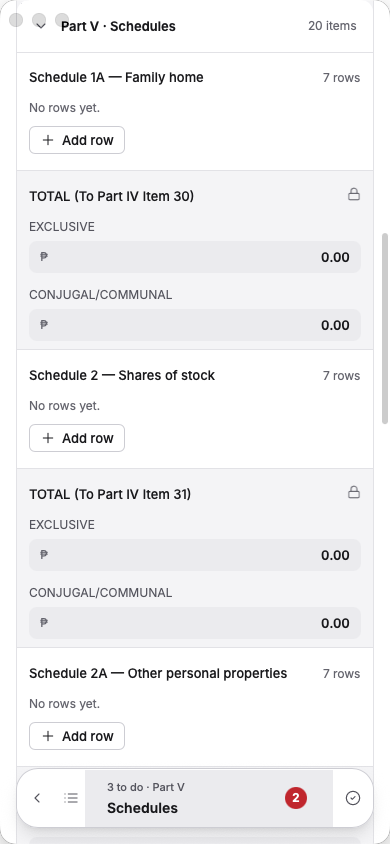 Part V · Schedules
20 items
Schedule 1A — Family home
7 rows
No rows yet.
+ Add row
TOTAL (To Part IV Item 30)
EXCLUSIVE
₱ 0.00
CONJUGAL/COMMUNAL
₱ 0.00
Schedule 2 — Shares of stock
7 rows
No rows yet.
+ Add row
TOTAL (To Part IV Item 31)
EXCLUSIVE
₱ 0.00
CONJUGAL/COMMUNAL
₱ 0.00
Schedule 2A — Other personal properties
7 rows
No rows yet.
+ Add row
3 to do · Part V
Schedules
2